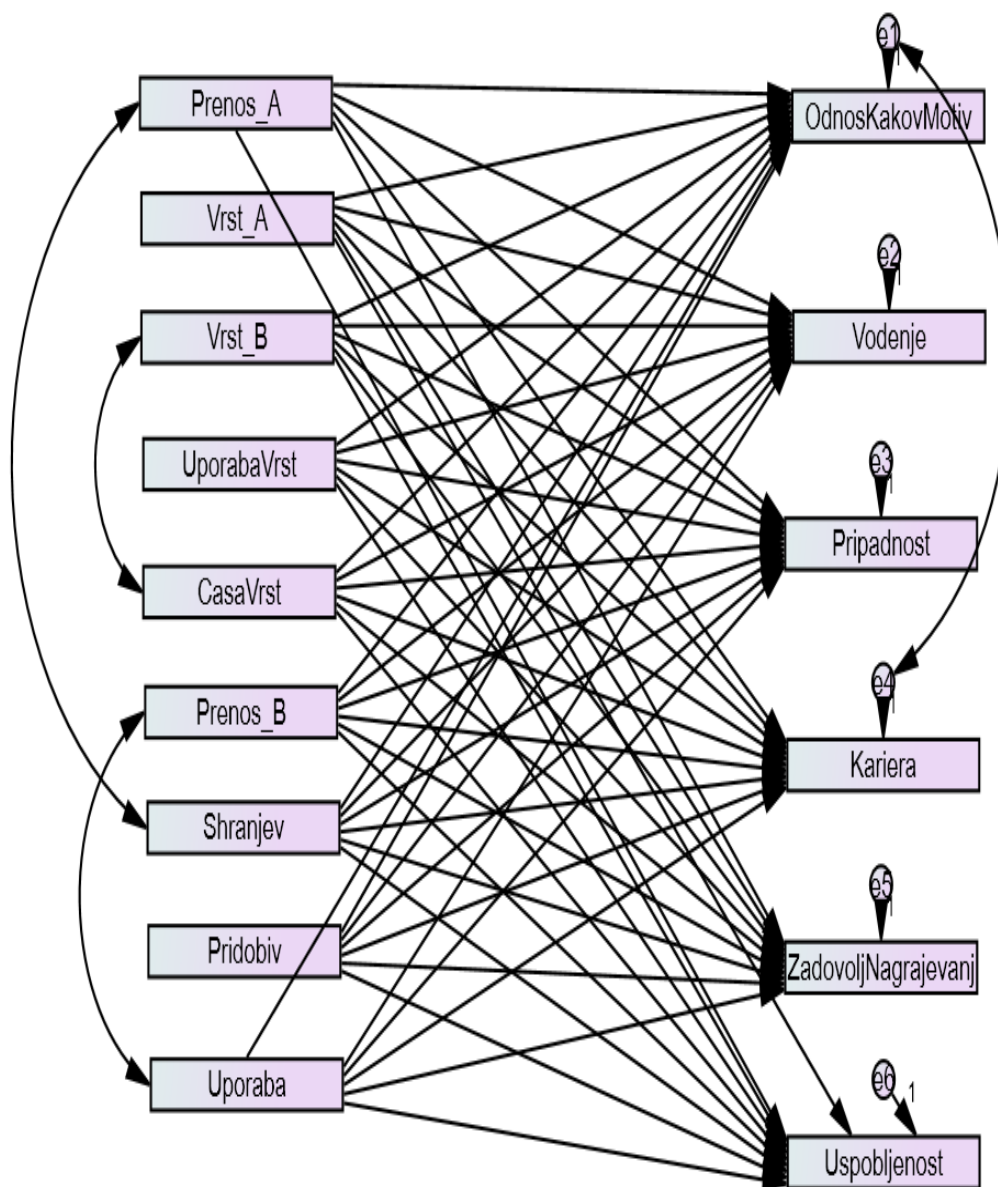 e1
1
Prenos_A
OdnosKakovMotiv
Vrst_A
e2
1
Vrst_B
Vodenje
UporabaVrst
e3
1
Pripadnost
CasaVrst
e4
1
Prenos_B
Kariera
Shranjev
e5
1
Pridobiv
ZadovoljNagrajevanj
Uporaba
e6
1
Uspobljenost